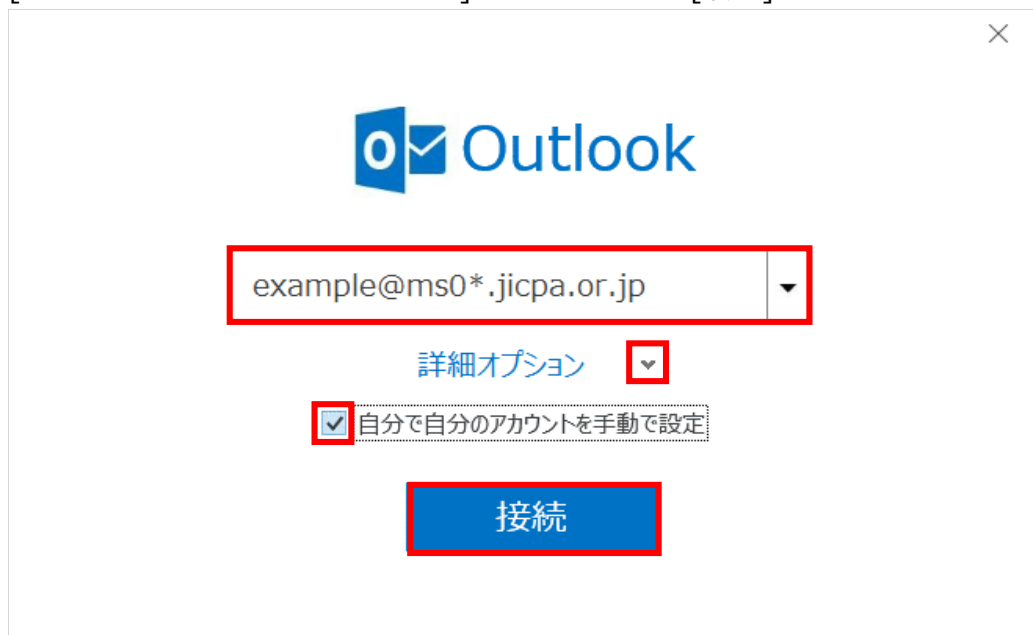 Outlook
example@ms0*.jicpa.or.jp
詳細オプション
自分で自分のアカウントを手動で設定
接続